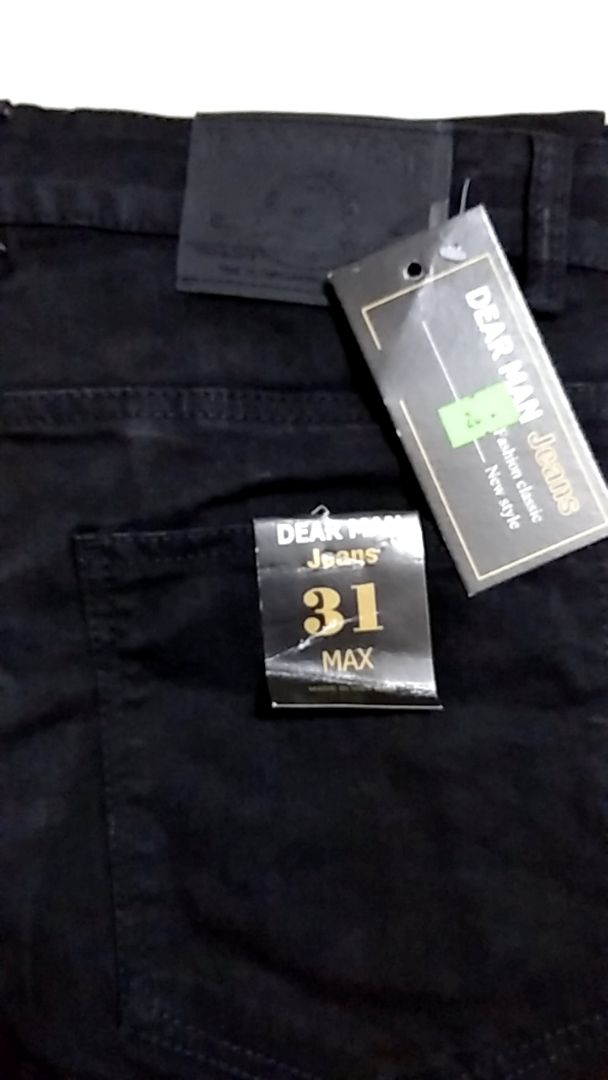 DEAR MAN Jeans
Fashion classic
New style
DEAR MAN
Jeans
31
MAX